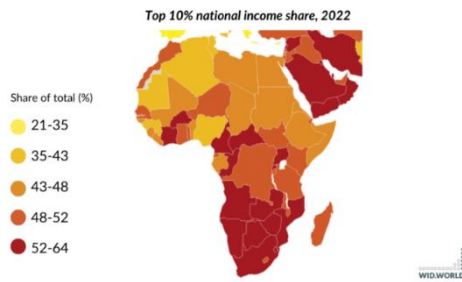 Top 10% national income share, 2022
Share of total (%)
21-35
35-43
43-48
48-52
52-64
WID.WORLD